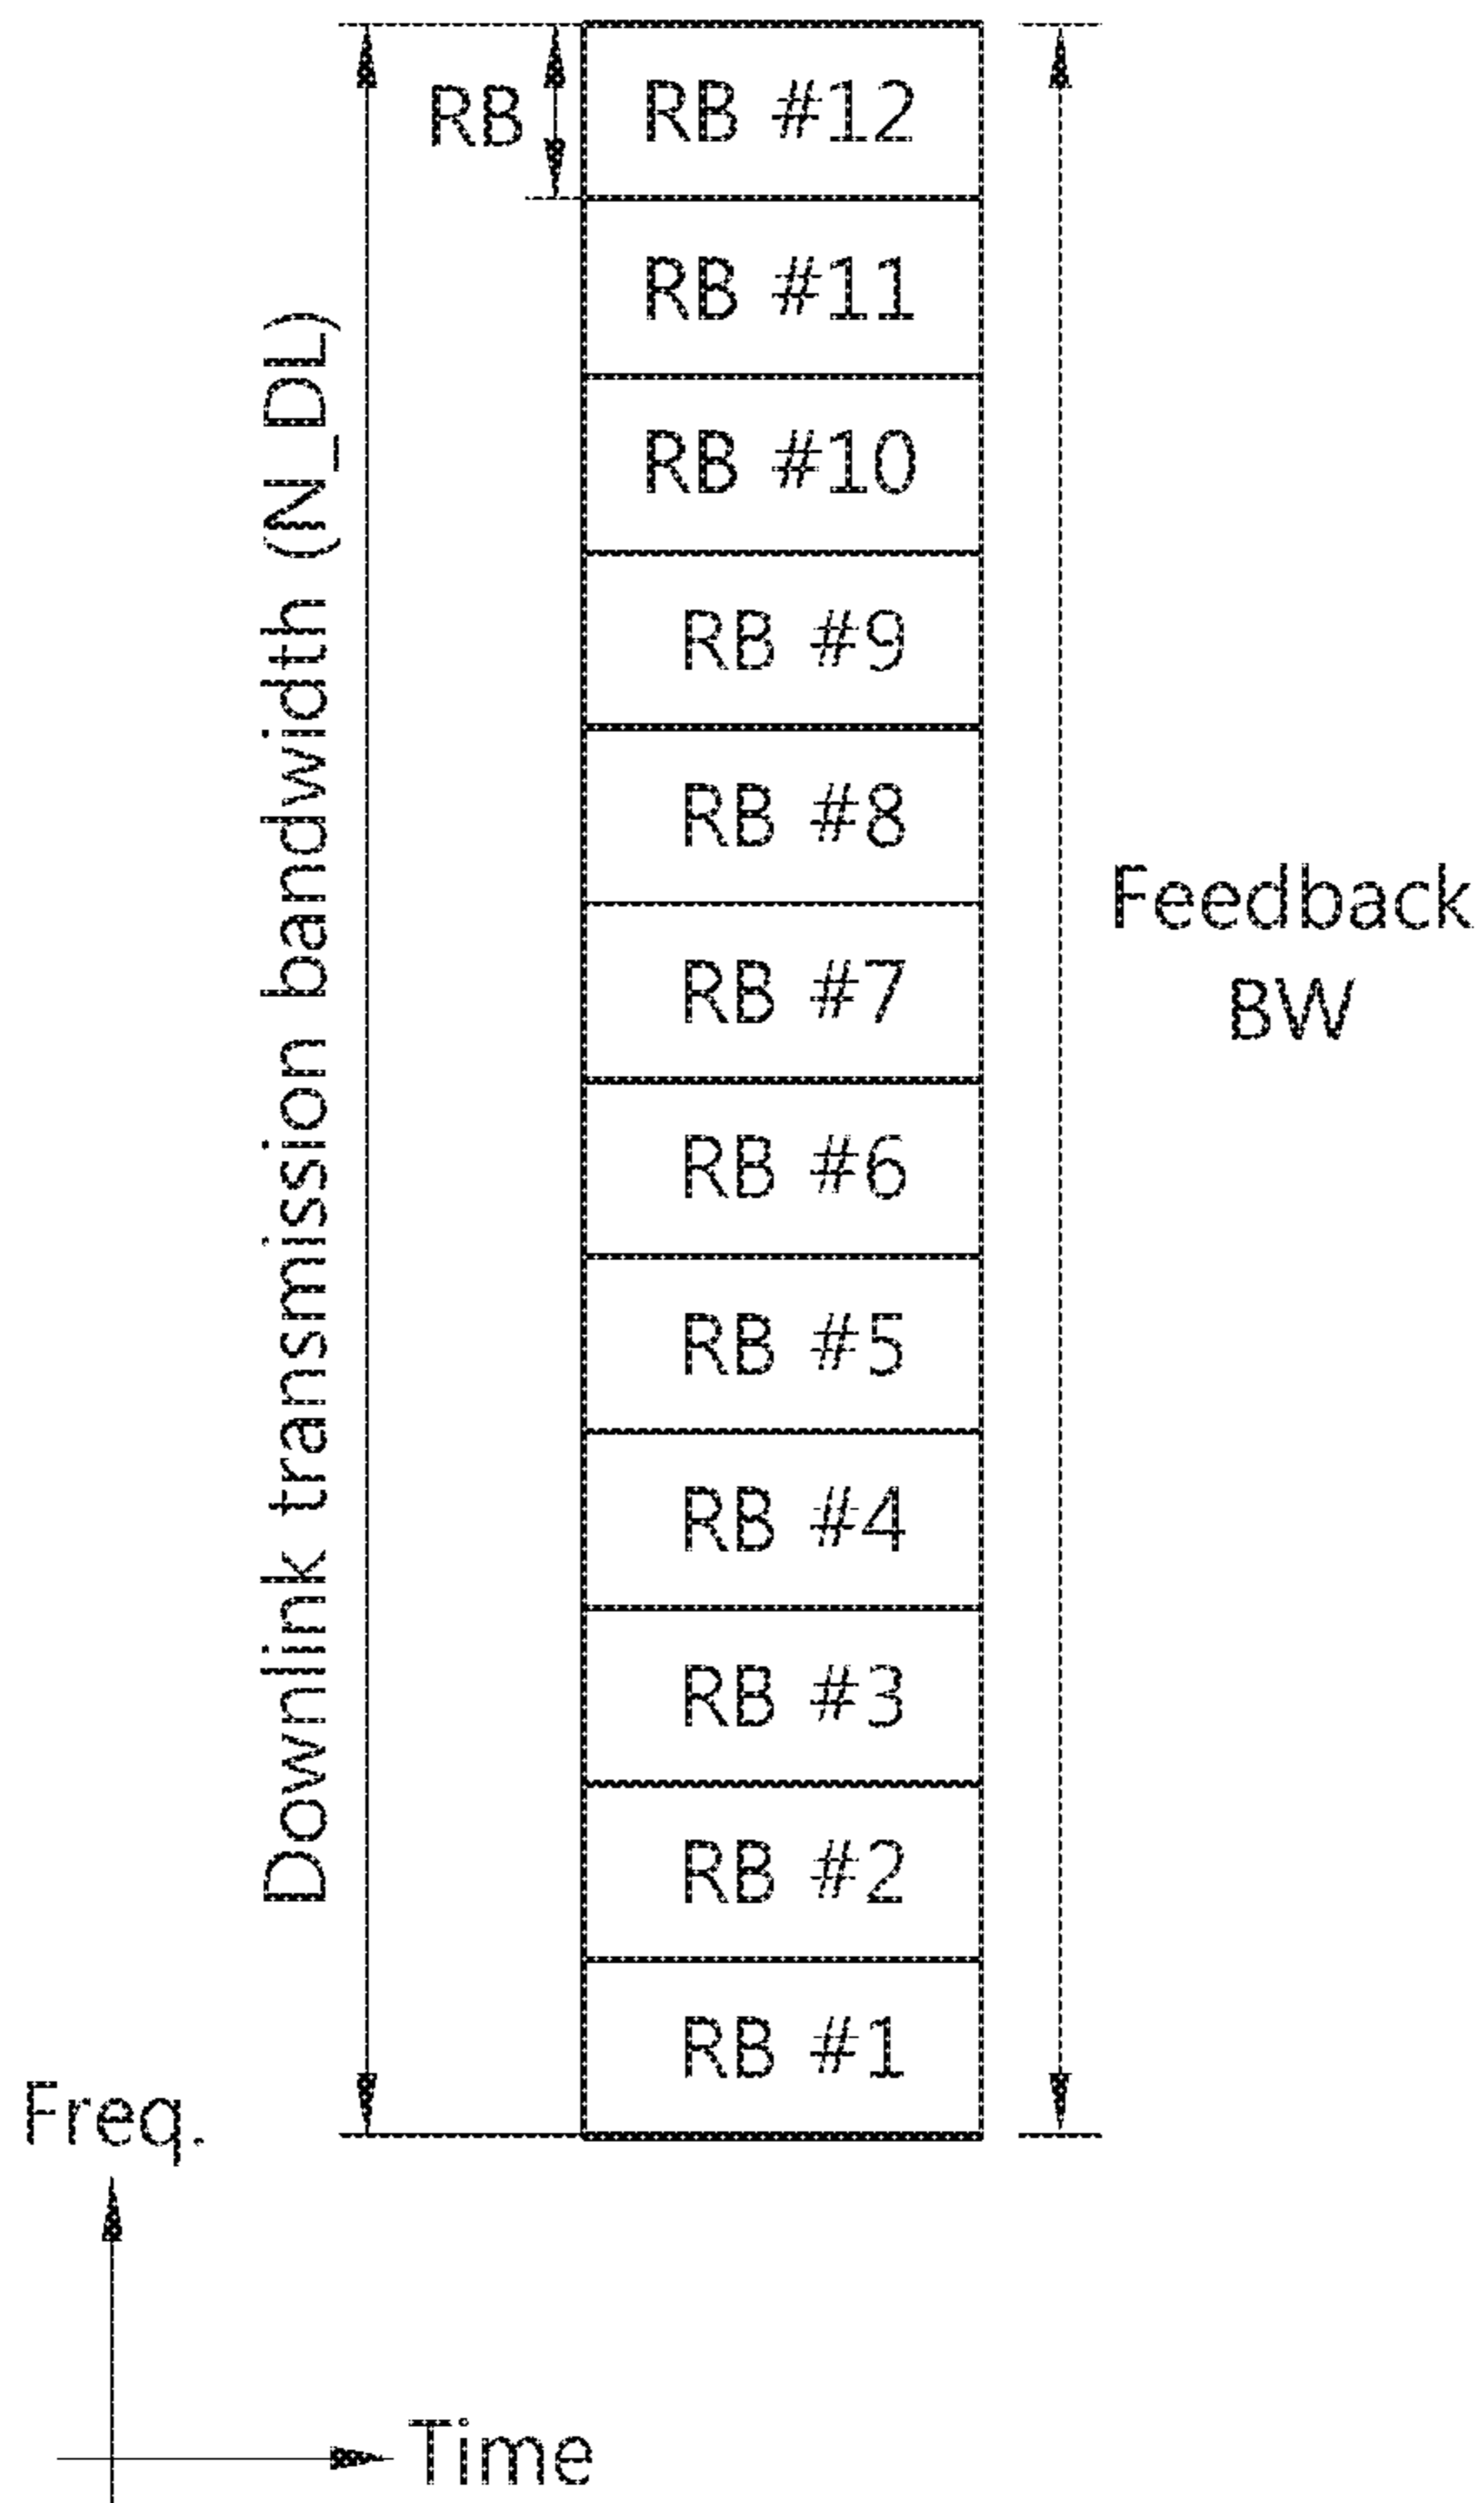 RB
RB #12
RB #11
RB #10
RB #9
RB #8
RB #7
RB #6
RB #5
RB #4
RB #3
RB #2
RB #1
Downlink transmission bandwidth (N_DL)
Feedback
BW
Freq.
Time